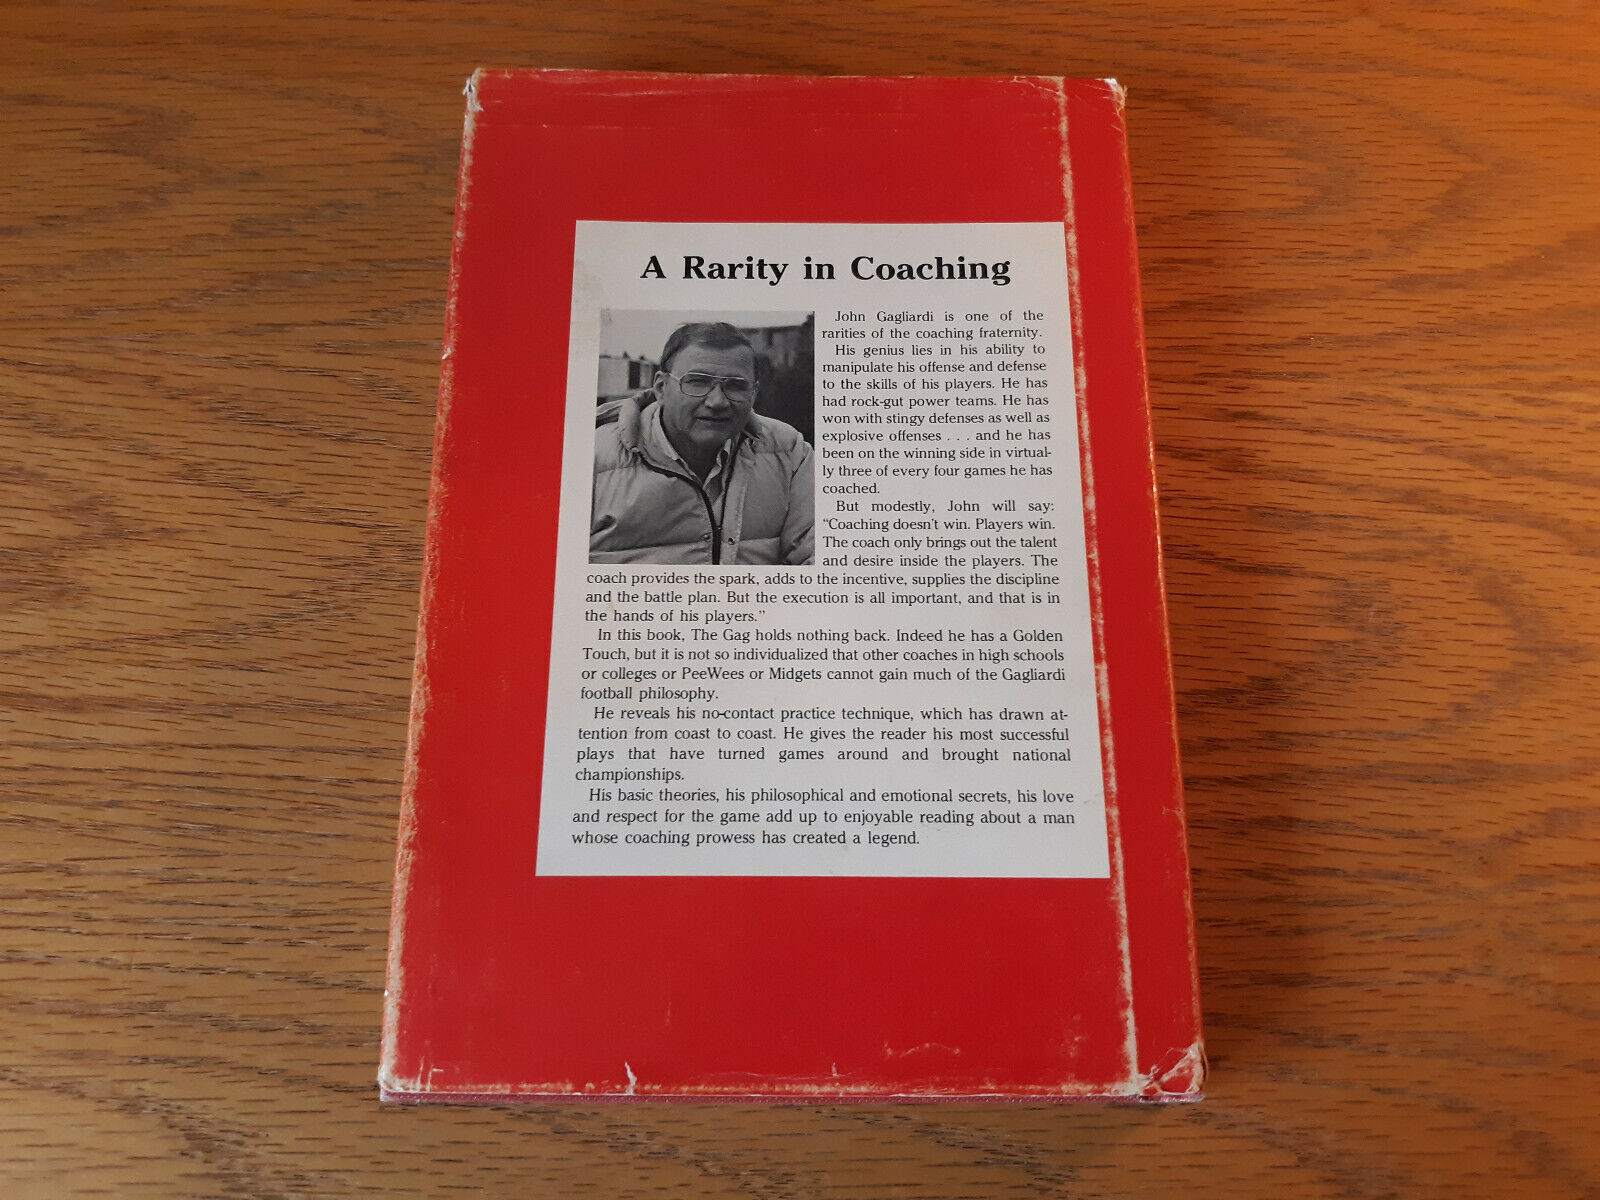 A Rarity in Coaching
John Gagliardi is one of the
rarities of the coaching fraternity.
His genius lies in his ability to
manipulate his offense and defense
to the skills of his players. He has
had rock-gut power teams. He has
won with stingy defenses as well as
explosive offenses . . . and he has
been on the winning side in virtual-
ly three of every four games he has
coached.
But modestly, John will say:
"Coaching doesn't win. Players win.
The coach only brings out the talent
and desire inside the players. The
coach provides the spark, adds to the incentive, supplies the discipline
and the battle plan. But the execution is all important, and that is in
the hands of his players."
In this book, The Gag holds nothing back. Indeed he has a Golden
Touch, but it is not so individualized that other coaches in high schools
or colleges or PeeWees or Midgets cannot gain much of the Gagliardi
football philosophy.
He reveals his no-contact practice technique, which has drawn at-
tention from coast to coast. He gives the reader his most successful
plays that have turned games around and brought national
championships.
His basic theories, his philosophical and emotional secrets, his love
and respect for the game add up to enjoyable reading about a man
whose coaching prowess has created a legend.